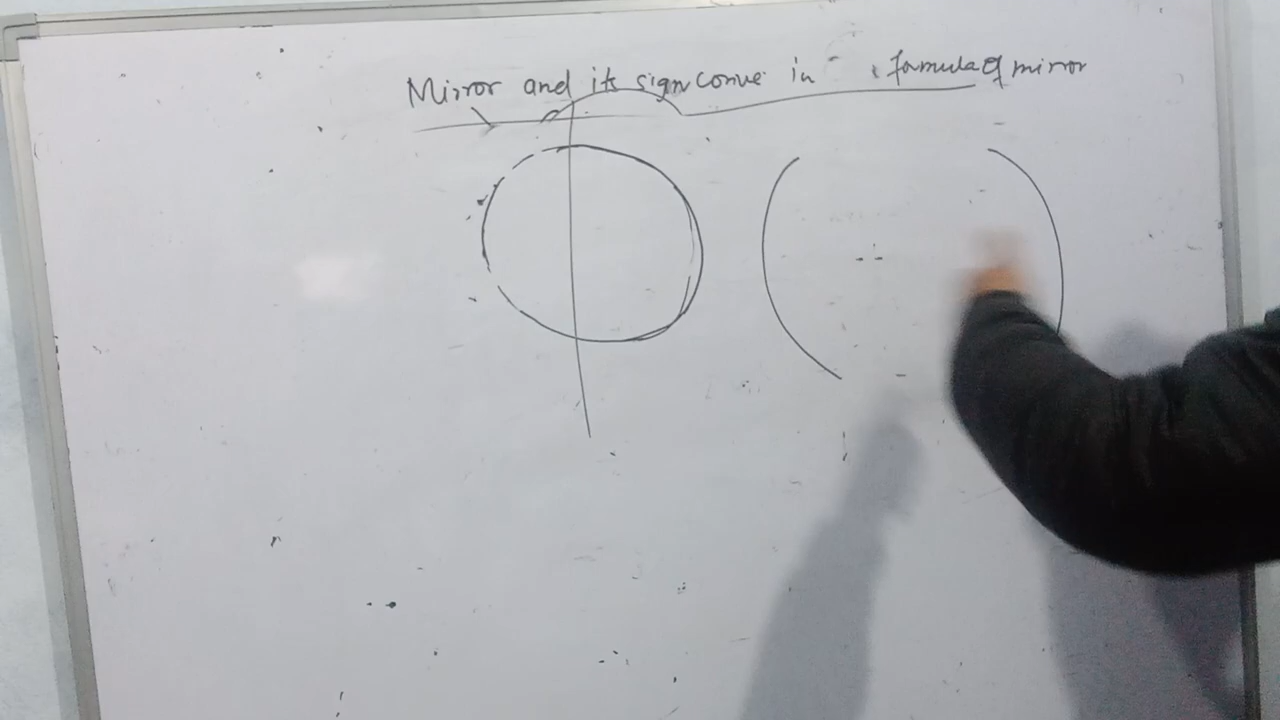 Mirror and its sign conve in , formula of mirror